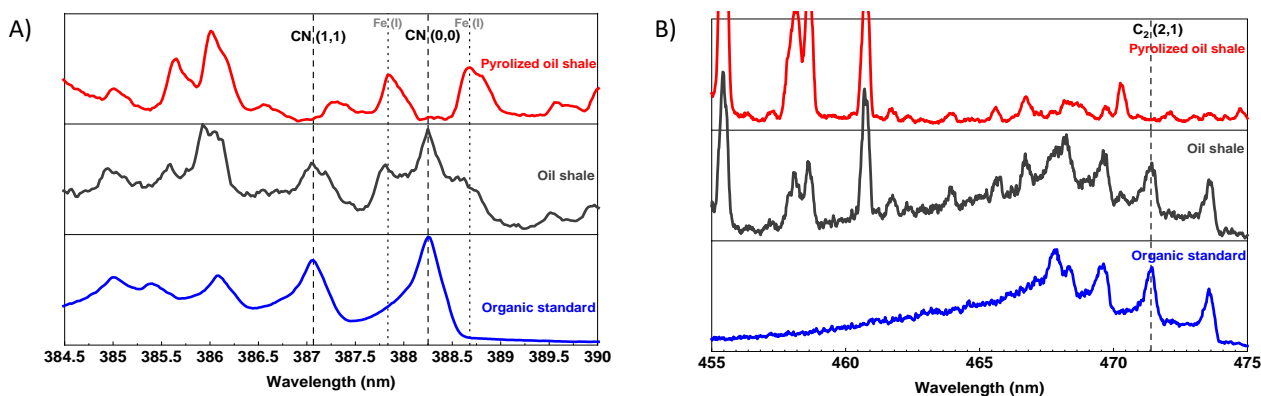 A)
Fe (I)
Fe (I)
CN (1,1)
CN (0,0)
Pyrolized oil shale
Oil shale
Organic standard
384.5 385 385.5 386 386.5 387 387.5 388 388.5 389 389.5 390
Wavelength (nm)
B)
C2 (2,1)
Pyrolized oil shale
Oil shale
Organic standard
455 460 465 470 475
Wavelength (nm)